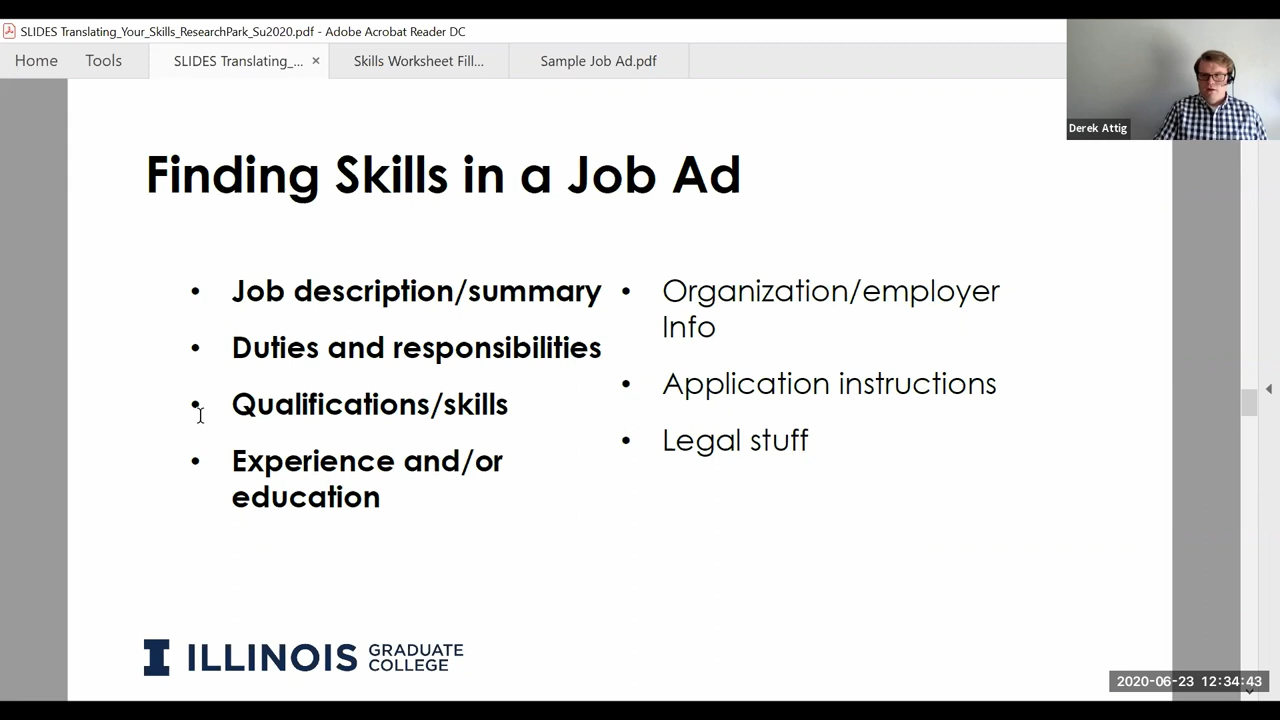 SLIDES Translating_Your_Skills_ResearchPark_Su2020.pdf - Adobe Acrobat Reader DC
Home
Tools
SLIDES Translating_... ×
Skills Worksheet Fill...
Sample Job Ad.pdf
Derek Attig
Finding Skills in a Job Ad
• Job description/summary
• Duties and responsibilities
• Qualifications/skills
• Experience and/or
education
• Organization/employer
Info
• Application instructions
• Legal stuff
I ILLINOIS
GRADUATE
COLLEGE
2020-06-23 12:34:43